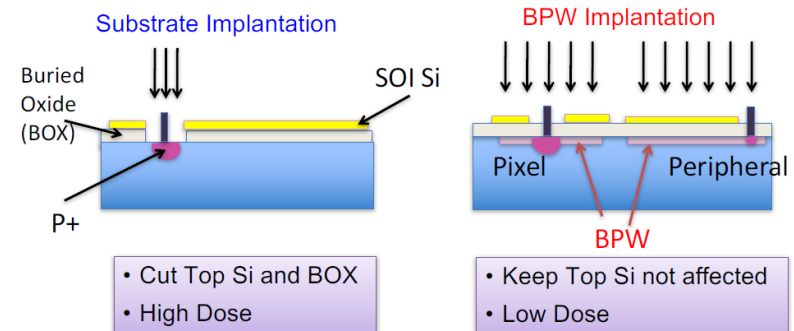 Substrate Implantation
Buried
Oxide
(BOX)
SOI Si
P+
• Cut Top Si and BOX
• High Dose
BPW Implantation
Pixel
Peripheral
BPW
• Keep Top Si not affected
• Low Dose